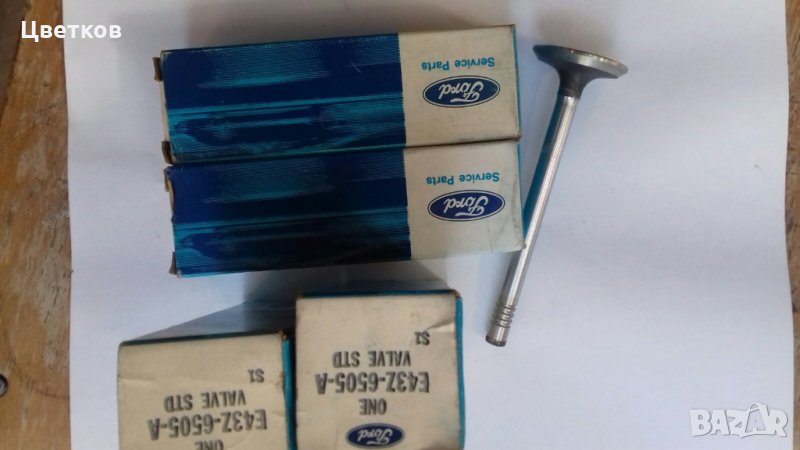 Цветков
Ford
Service Parts
Ford
Service Parts
Ford
ONE
E43Z-6505-A
VALVE STD
S1
ONE
E43Z-6505-A
VALVE STD
S1
BAZAR